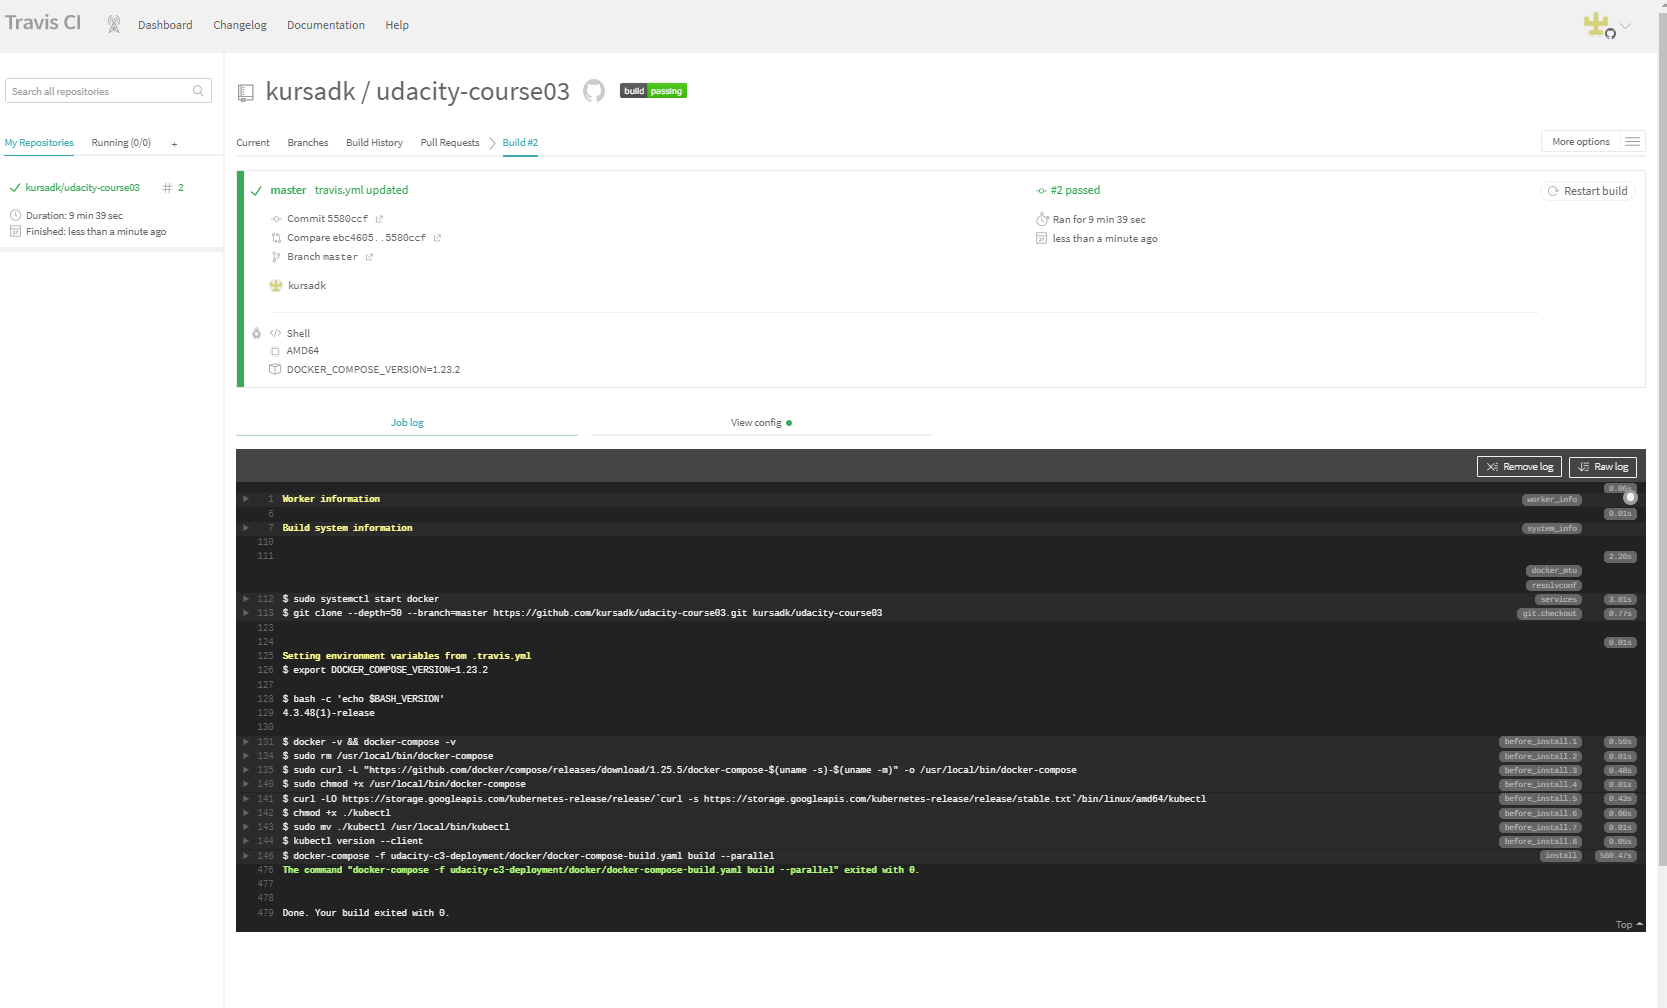 Travis CI
Dashboard
Changelog
Documentation
Help
Search all repositories
My Repositories
Running (0/0)
+
kursadk/udacity-course03
# 2
Duration: 9 min 39 sec
Finished: less than a minute ago
kursadk / udacity-course03
build passing
Current
Branches
Build History
Pull Requests
Build #2
More options
master travis.yml updated
Commit 5580ccf
Compare ebc4605..5580ccf
Branch master
kursadk
#2 passed
Ran for 9 min 39 sec
less than a minute ago
Restart build
</> Shell
AMD64
DOCKER_COMPOSE_VERSION=1.23.2
Job log
View config
Remove log
Raw log
1 Worker information worker_info 0.06s
6 0.01s
7 Build system information system_info
110
111 2.26s
docker_mtu
resolvconf
112 $ sudo systemctl start docker services 3.01s
113 $ git clone --depth=50 --branch=master https://github.com/kursadk/udacity-course03.git kursadk/udacity-course03 git.checkout 0.77s
123
124 0.01s
125 Setting environment variables from .travis.yml
126 $ export DOCKER_COMPOSE_VERSION=1.23.2
127
128 $ bash -c 'echo $BASH_VERSION'
129 4.3.48(1)-release
130
131 $ docker -v && docker-compose -v before_install.1 0.59s
134 $ sudo rm /usr/local/bin/docker-compose before_install.2 0.01s
135 $ sudo curl -L "https://github.com/docker/compose/releases/download/1.25.5/docker-compose-$(uname -s)-$(uname -m)" -o /usr/local/bin/docker-compose before_install.3 0.48s
140 $ sudo chmod +x /usr/local/bin/docker-compose before_install.4 0.01s
141 $ curl -LO https://storage.googleapis.com/kubernetes-release/release/`curl -s https://storage.googleapis.com/kubernetes-release/release/stable.txt`/bin/linux/amd64/kubectl before_install.5 0.43s
142 $ chmod +x ./kubectl before_install.6 0.00s
143 $ sudo mv ./kubectl /usr/local/bin/kubectl before_install.7 0.01s
144 $ kubectl version --client before_install.8 0.05s
146 $ docker-compose -f udacity-c3-deployment/docker/docker-compose-build.yaml build --parallel install 560.47s
476 The command "docker-compose -f udacity-c3-deployment/docker/docker-compose-build.yaml build --parallel" exited with 0.
477
478
479 Done. Your build exited with 0.
Top